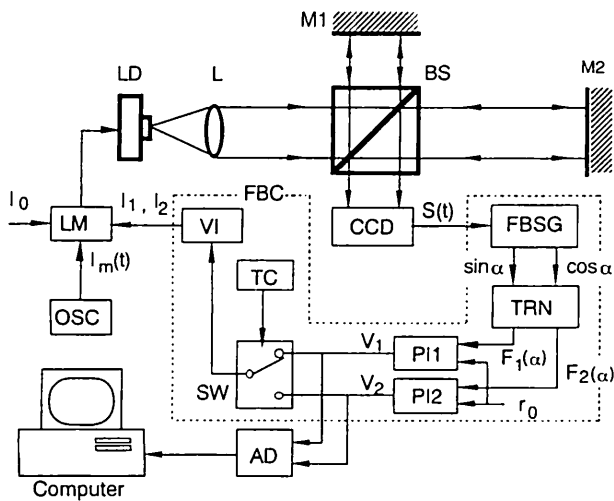 M1
LD
L
BS
M2
FBC
I0
I1, I2
LM
VI
CCD
S(t)
FBSG
Im(t)
sinα
cosα
TC
TRN
OSC
V1
PI1
F1(α)
F2(α)
SW
V2
PI2
r0
AD
Computer